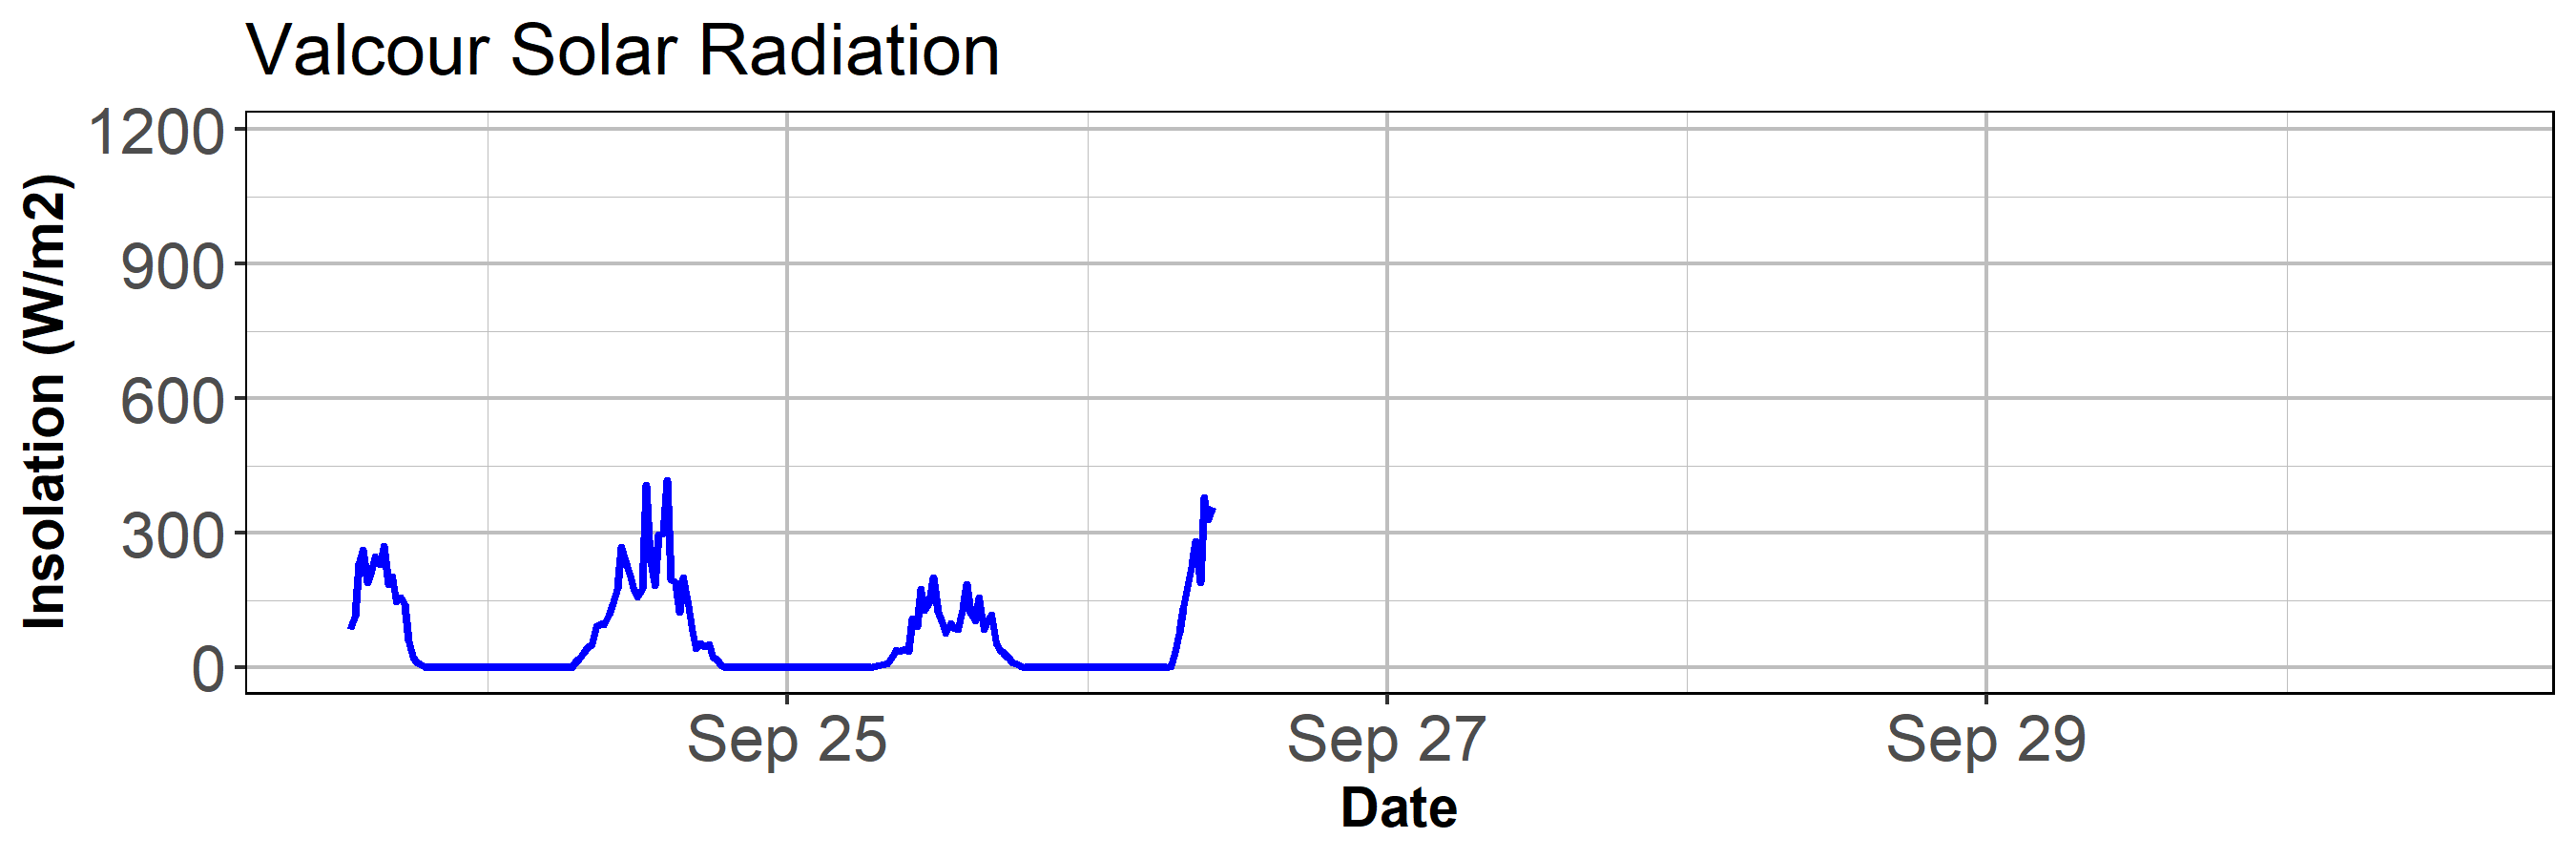 Valcour Solar Radiation
1200
900
600
300
0
Insolation (W/m2)
Sep 25
Sep 27
Sep 29
Date